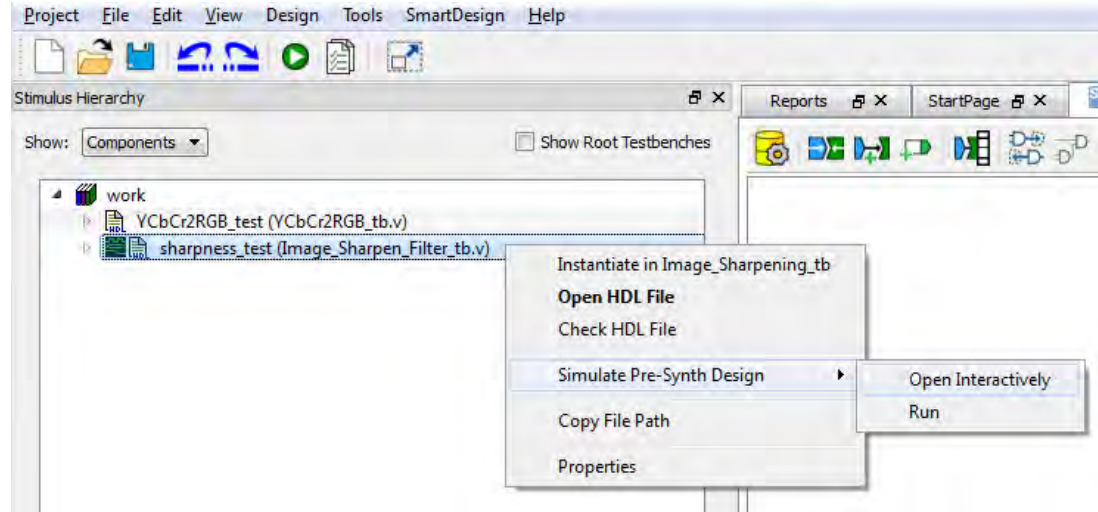 Project File Edit View Design Tools SmartDesign Help
Stimulus Hierarchy
Reports
StartPage
Show: Components
Show Root Testbenches
work
YCbCr2RGB_test (YCbCr2RGB_tb.v)
sharpness_test (Image_Sharpen_Filter_tb.v)
Instantiate in Image_Sharpening_tb
Open HDL File
Check HDL File
Simulate Pre-Synth Design
Open Interactively
Run
Copy File Path
Properties